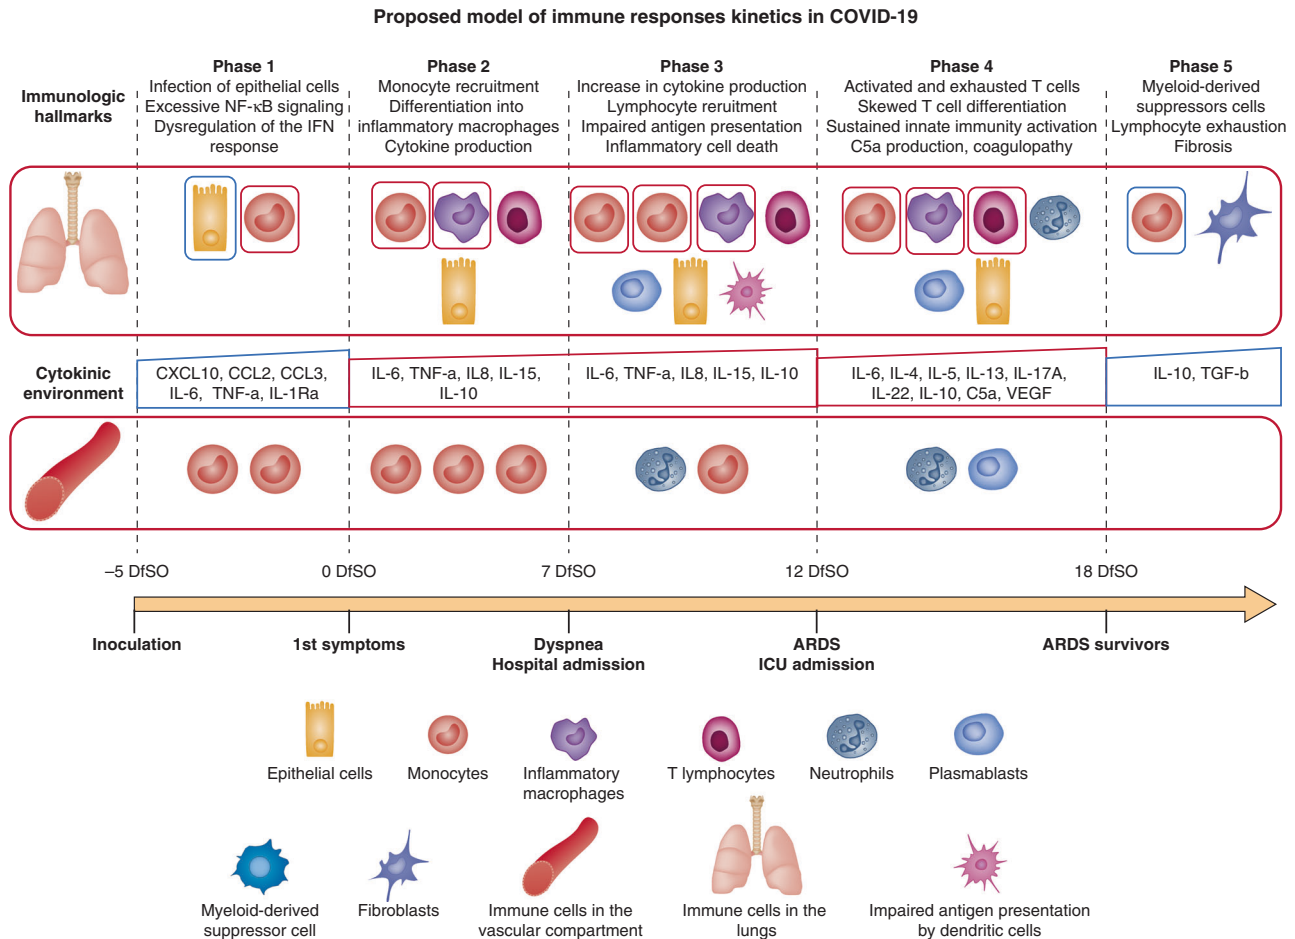 Proposed model of immune responses kinetics in COVID-19
Immunologic
hallmarks
Phase 1
Infection of epithelial cells
Excessive NF-κB signaling
Dysregulation of the IFN
response
Phase 2
Monocyte recruitment
Differentiation into
inflammatory macrophages
Cytokine production
Phase 3
Increase in cytokine production
Lymphocyte reruitment
Impaired antigen presentation
Inflammatory cell death
Phase 4
Activated and exhausted T cells
Skewed T cell differentiation
Sustained innate immunity activation
C5a production, coagulopathy
Phase 5
Myeloid-derived
suppressors cells
Lymphocyte exhaustion
Fibrosis
Cytokinic
environment
CXCL10, CCL2, CCL3,
IL-6, TNF-a, IL-1Ra
IL-6, TNF-a, IL8, IL-15,
IL-10
IL-6, TNF-a, IL8, IL-15, IL-10
IL-6, IL-4, IL-5, IL-13, IL-17A,
IL-22, IL-10, C5a, VEGF
IL-10, TGF-b
–5 DfSO
0 DfSO
7 DfSO
12 DfSO
18 DfSO
Inoculation
1st symptoms
Dyspnea
Hospital admission
ARDS
ICU admission
ARDS survivors
Epithelial cells
Monocytes
Inflammatory
macrophages
T lymphocytes
Neutrophils
Plasmablasts
Myeloid-derived
suppressor cell
Fibroblasts
Immune cells in the
vascular compartment
Immune cells in the
lungs
Impaired antigen presentation
by dendritic cells